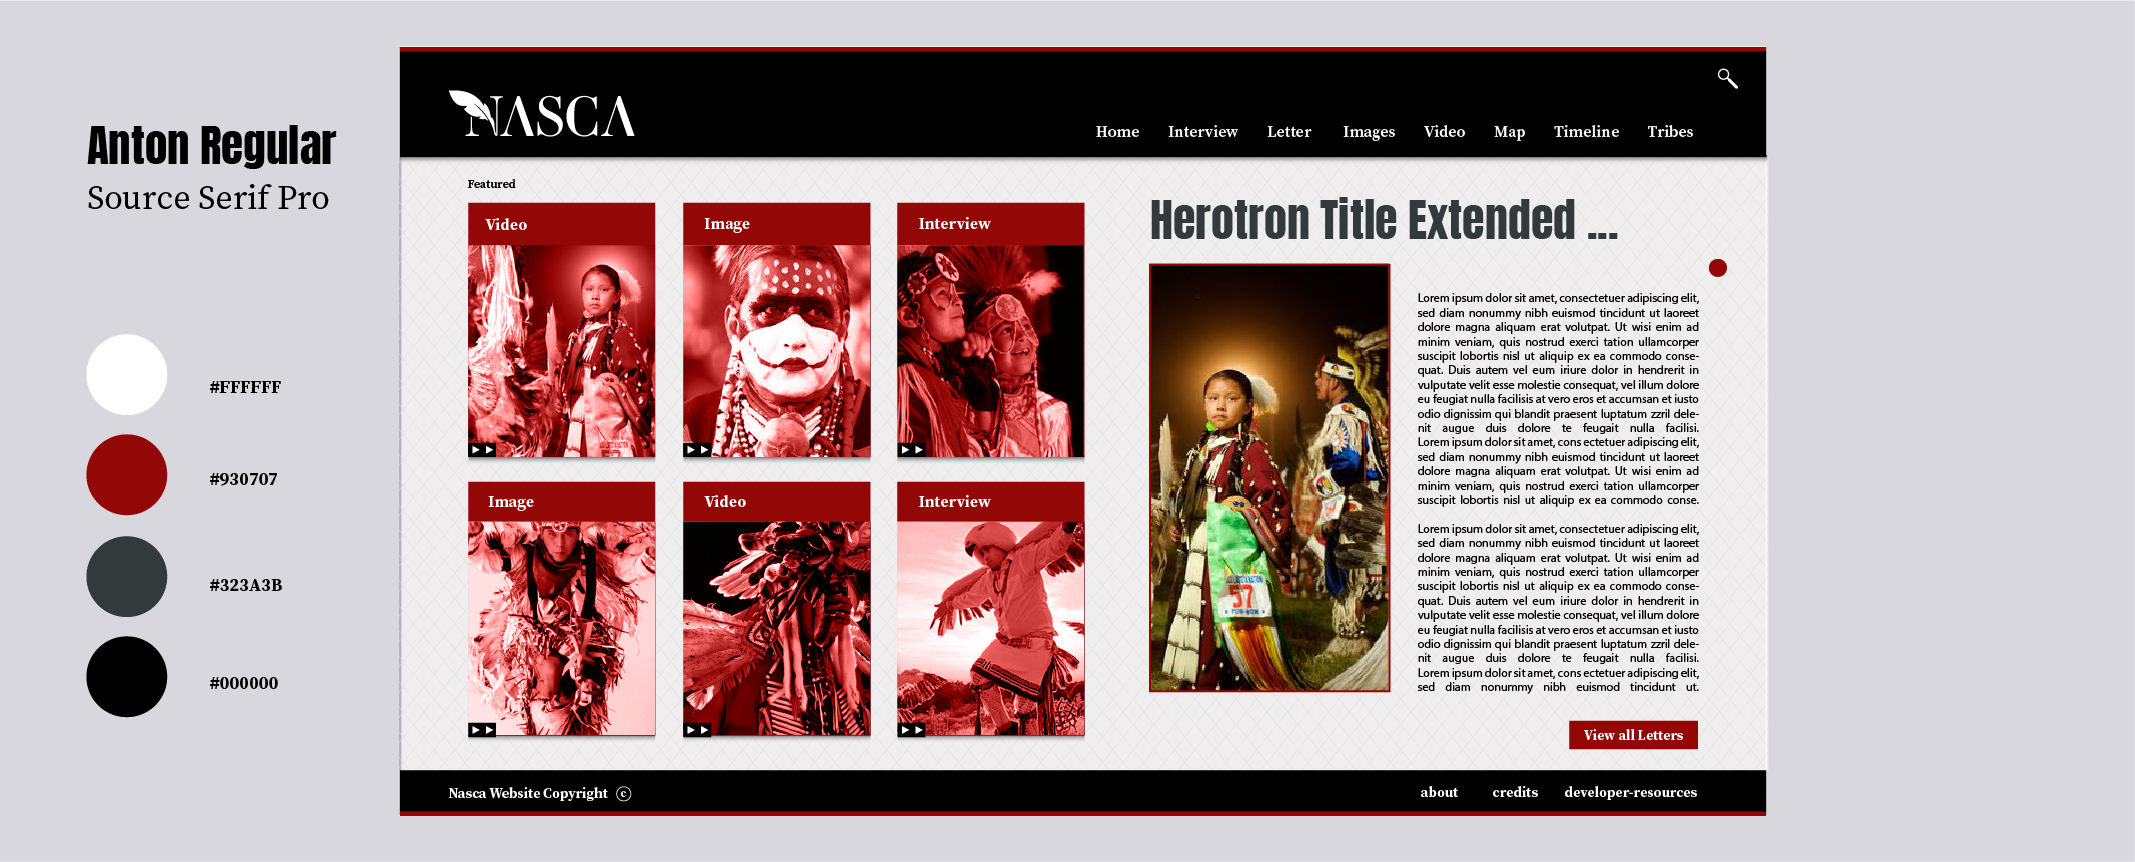 Anton Regular
Source Serif Pro
#FFFFFF
#930707
#323A3B
#000000
NASCA
Home Interview Letter Images Video Map Timeline Tribes
Featured
Video
Image
Interview
Image
Video
Interview
Herotron Title Extended ...
Lorem ipsum dolor sit amet, consectetuer adipiscing elit,
sed diam nonummy nibh euismod tincidunt ut laoreet
dolore magna aliquam erat volutpat. Ut wisi enim ad
minim veniam, quis nostrud exerci tation ullamcorper
suscipit lobortis nisl ut aliquip ex ea commodo conse-
quat. Duis autem vel eum iriure dolor in hendrerit in
vulputate velit esse molestie consequat, vel illum dolore
eu feugiat nulla facilisis at vero eros et accumsan et iusto
odio dignissim qui blandit praesent luptatum zzril dele-
nit augue duis dolore te feugait nulla facilisi.
Lorem ipsum dolor sit amet, cons ectetuer adipiscing elit,
sed diam nonummy nibh euismod tincidunt ut laoreet
dolore magna aliquam erat volutpat. Ut wisi enim ad
minim veniam, quis nostrud exerci tation ullamcorper
suscipit lobortis nisl ut aliquip ex ea commodo conse.
Lorem ipsum dolor sit amet, consectetuer adipiscing elit,
sed diam nonummy nibh euismod tincidunt ut laoreet
dolore magna aliquam erat volutpat. Ut wisi enim ad
minim veniam, quis nostrud exerci tation ullamcorper
suscipit lobortis nisl ut aliquip ex ea commodo conse-
quat. Duis autem vel eum iriure dolor in hendrerit in
vulputate velit esse molestie consequat, vel illum dolore
eu feugiat nulla facilisis at vero eros et accumsan et iusto
odio dignissim qui blandit praesent luptatum zzril dele-
nit augue duis dolore te feugait nulla facilisi.
Lorem ipsum dolor sit amet, cons ectetuer adipiscing elit,
sed diam nonummy nibh euismod tincidunt ut.
57
View all Letters
Nasca Website Copyright ©
about credits developer-resources